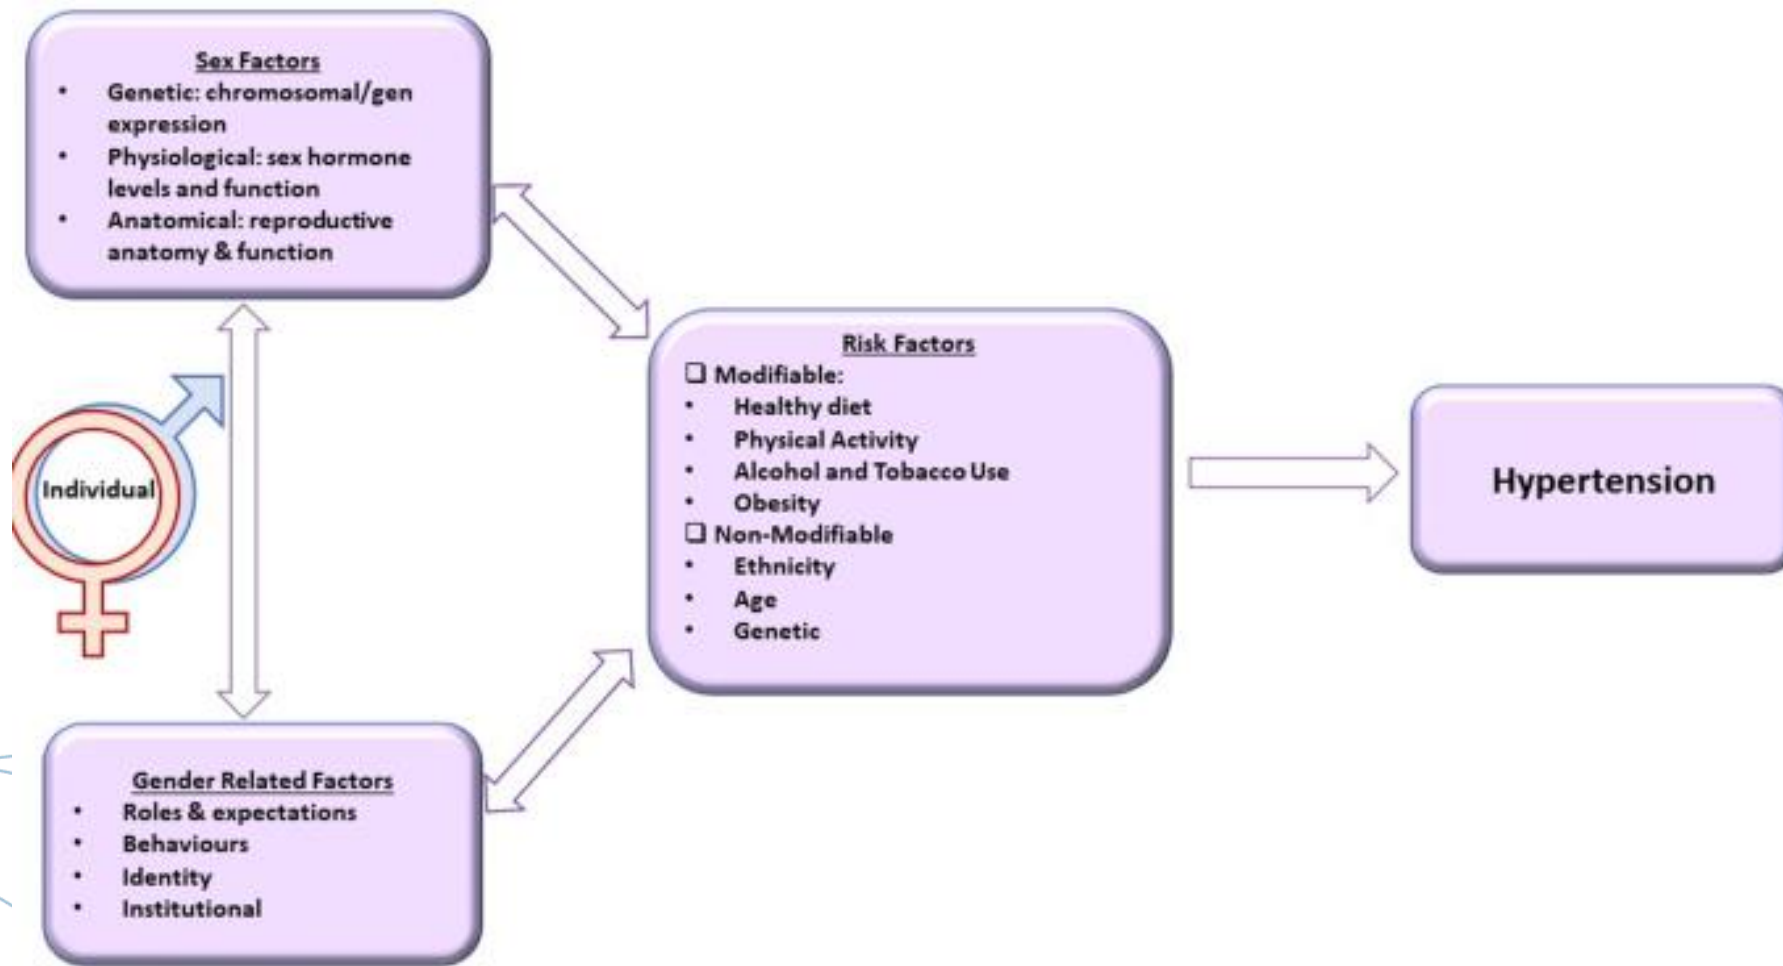 Sex Factors
• Genetic: chromosomal/gen
expression
• Physiological: sex hormone
levels and function
• Anatomical: reproductive
anatomy & function
Individual
Gender Related Factors
• Roles & expectations
• Behaviours
• Identity
• Institutional
Risk Factors
❑ Modifiable:
• Healthy diet
• Physical Activity
• Alcohol and Tobacco Use
• Obesity
❑ Non-Modifiable
• Ethnicity
• Age
• Genetic
Hypertension